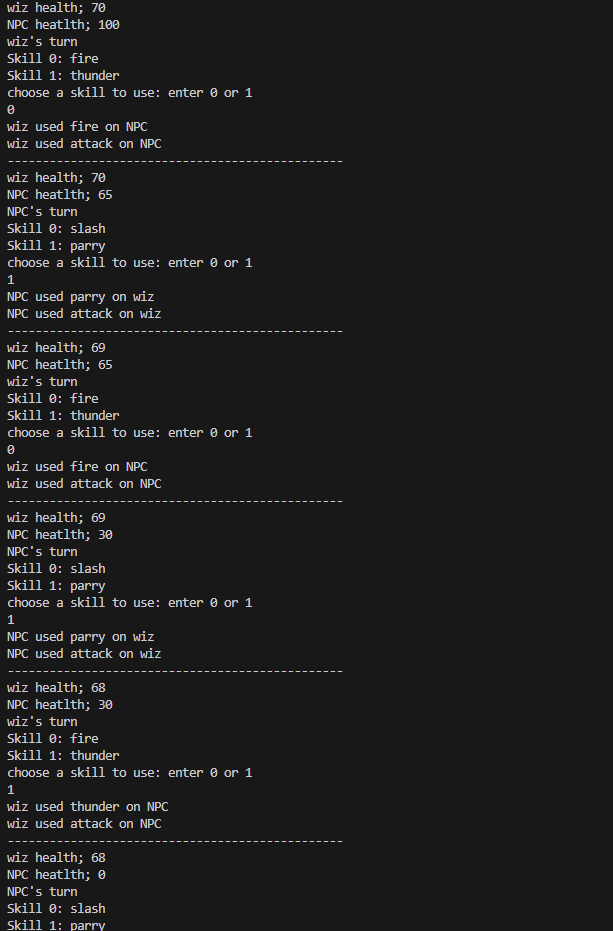 wiz health; 70
NPC heatlth; 100
wiz's turn
Skill 0: fire
Skill 1: thunder
choose a skill to use: enter 0 or 1
0
wiz used fire on NPC
wiz used attack on NPC
------------------------------------------------
wiz health; 70
NPC heatlth; 65
NPC's turn
Skill 0: slash
Skill 1: parry
choose a skill to use: enter 0 or 1
1
NPC used parry on wiz
NPC used attack on wiz
------------------------------------------------
wiz health; 69
NPC heatlth; 65
wiz's turn
Skill 0: fire
Skill 1: thunder
choose a skill to use: enter 0 or 1
0
wiz used fire on NPC
wiz used attack on NPC
------------------------------------------------
wiz health; 69
NPC heatlth; 30
NPC's turn
Skill 0: slash
Skill 1: parry
choose a skill to use: enter 0 or 1
1
NPC used parry on wiz
NPC used attack on wiz
------------------------------------------------
wiz health; 68
NPC heatlth; 30
wiz's turn
Skill 0: fire
Skill 1: thunder
choose a skill to use: enter 0 or 1
1
wiz used thunder on NPC
wiz used attack on NPC
------------------------------------------------
wiz health; 68
NPC heatlth; 0
NPC's turn
Skill 0: slash
Skill 1: parry